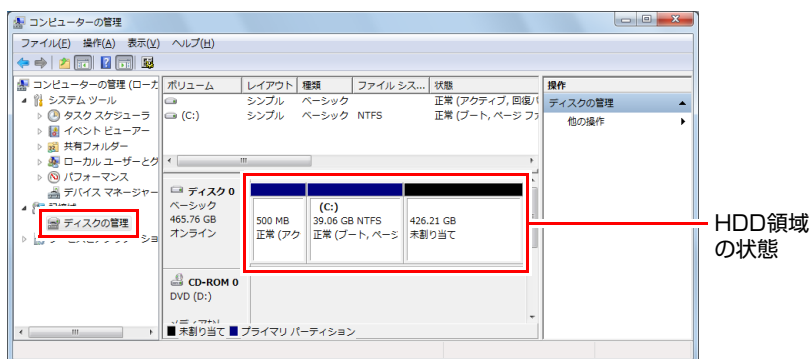 コンピューターの管理
ファイル(F) 操作(A) 表示(V) ヘルプ(H)
コンピューターの管理 (ローカ
システム ツール
タスク スケジューラ
イベント ビューアー
共有フォルダー
ローカル ユーザーとグ
パフォーマンス
デバイス マネージャー
ディスクの管理
ボリューム レイアウト 種類 ファイル シス... 状態
シンプル ベーシック 正常 (アクティブ, 回復パ
(C:) シンプル ベーシック NTFS 正常 (ブート, ページ ファ
ディスク 0
ベーシック
465.76 GB
オンライン
500 MB
正常 (アク
(C:)
39.06 GB NTFS
正常 (ブート, ページ
426.21 GB
未割り当て
CD-ROM 0
DVD (D:)
未割り当て プライマリ パーティション
操作
ディスクの管理
他の操作
HDD領域
の状態